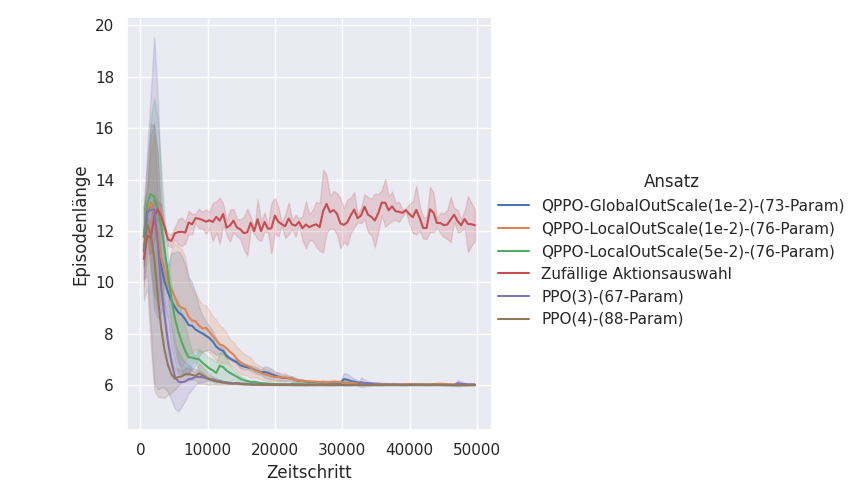 20
18
16
14
12
10
8
6
Episodenlänge
0
10000
20000
30000
40000
50000
Zeitschritt
Ansatz
QPPO-GlobalOutScale(1e-2)-(73-Param)
QPPO-LocalOutScale(1e-2)-(76-Param)
QPPO-LocalOutScale(5e-2)-(76-Param)
Zufällige Aktionsauswahl
PPO(3)-(67-Param)
PPO(4)-(88-Param)